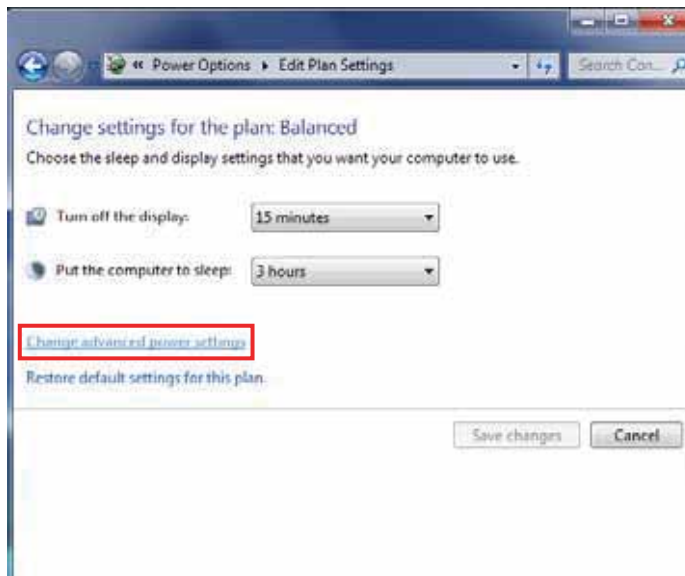 « Power Options ▸ Edit Plan Settings
Search Con...
Change settings for the plan: Balanced
Choose the sleep and display settings that you want your computer to use.
Turn off the display:
15 minutes
Put the computer to sleep:
3 hours
Change advanced power settings
Restore default settings for this plan
Save changes
Cancel